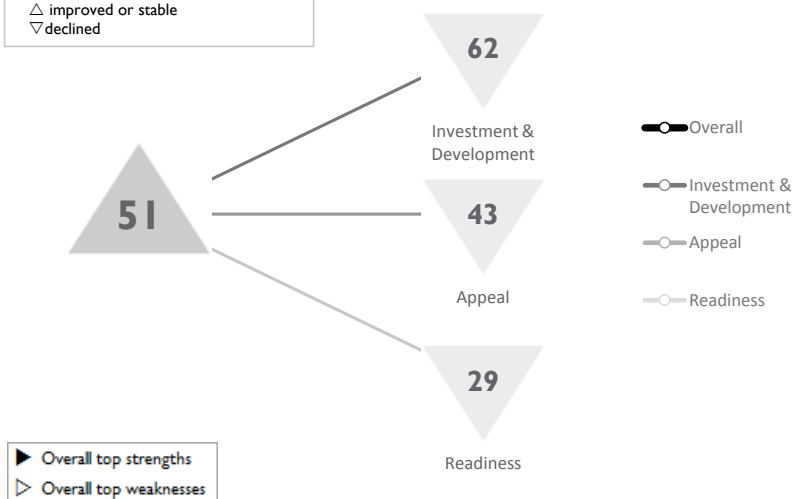 △ improved or stable
▽ declined
62
Investment &
Development
51
43
Appeal
29
Readiness
Overall
Investment &
Development
Appeal
Readiness
▶ Overall top strengths
▷ Overall top weaknesses